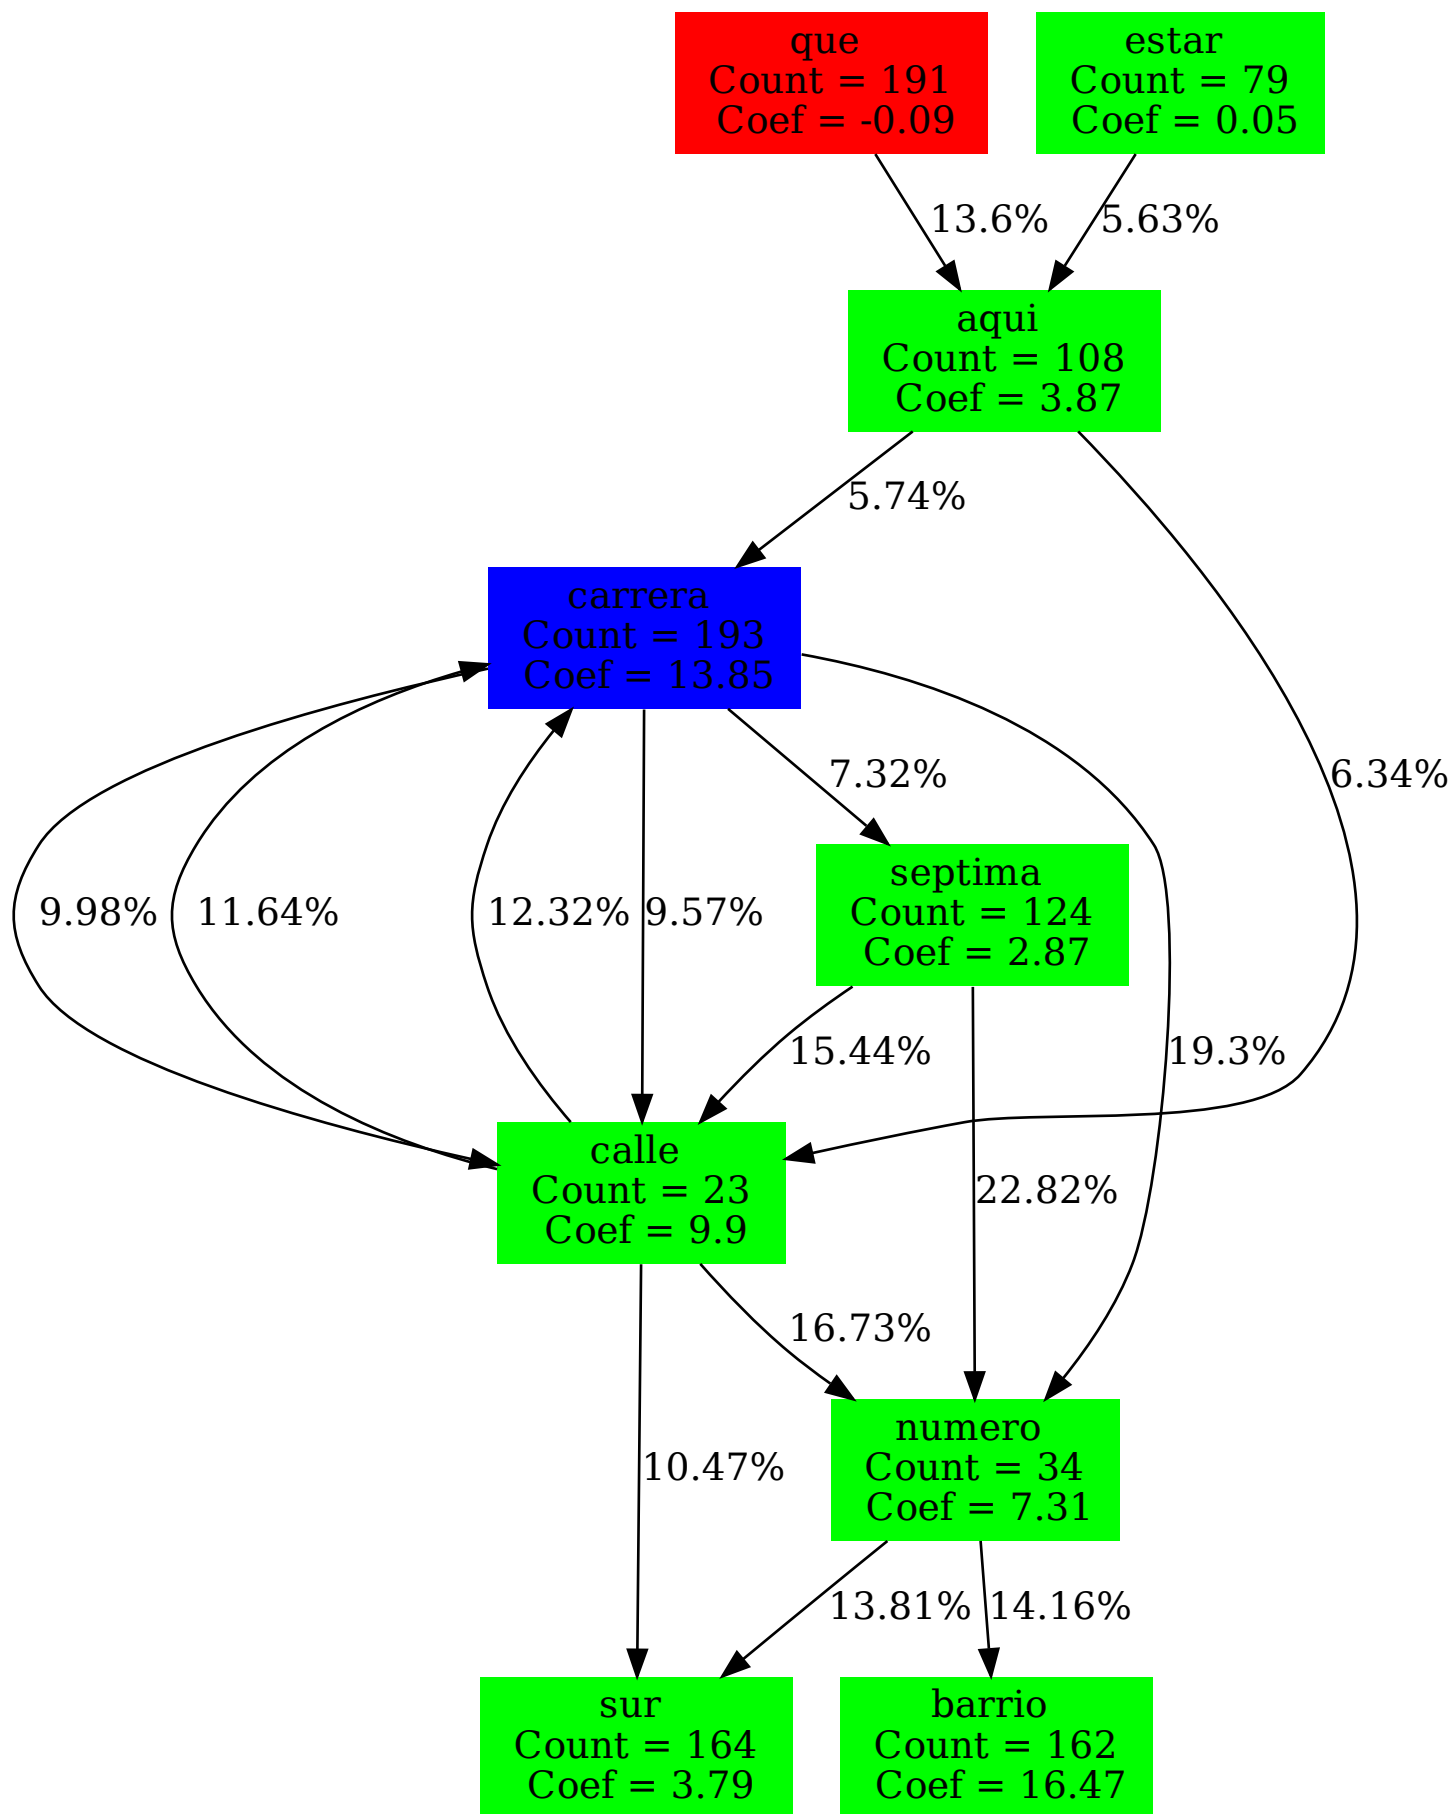 que
Count = 191
Coef = -0.09
estar
Count = 79
Coef = 0.05
13.6%
5.63%
aqui
Count = 108
Coef = 3.87
5.74%
carrera
Count = 193
Coef = 13.85
7.32%
6.34%
septima
Count = 124
Coef = 2.87
9.98%
11.64%
12.32%
9.57%
15.44%
19.3%
calle
Count = 23
Coef = 9.9
22.82%
16.73%
numero
Count = 34
Coef = 7.31
10.47%
13.81%
14.16%
sur
Count = 164
Coef = 3.79
barrio
Count = 162
Coef = 16.47